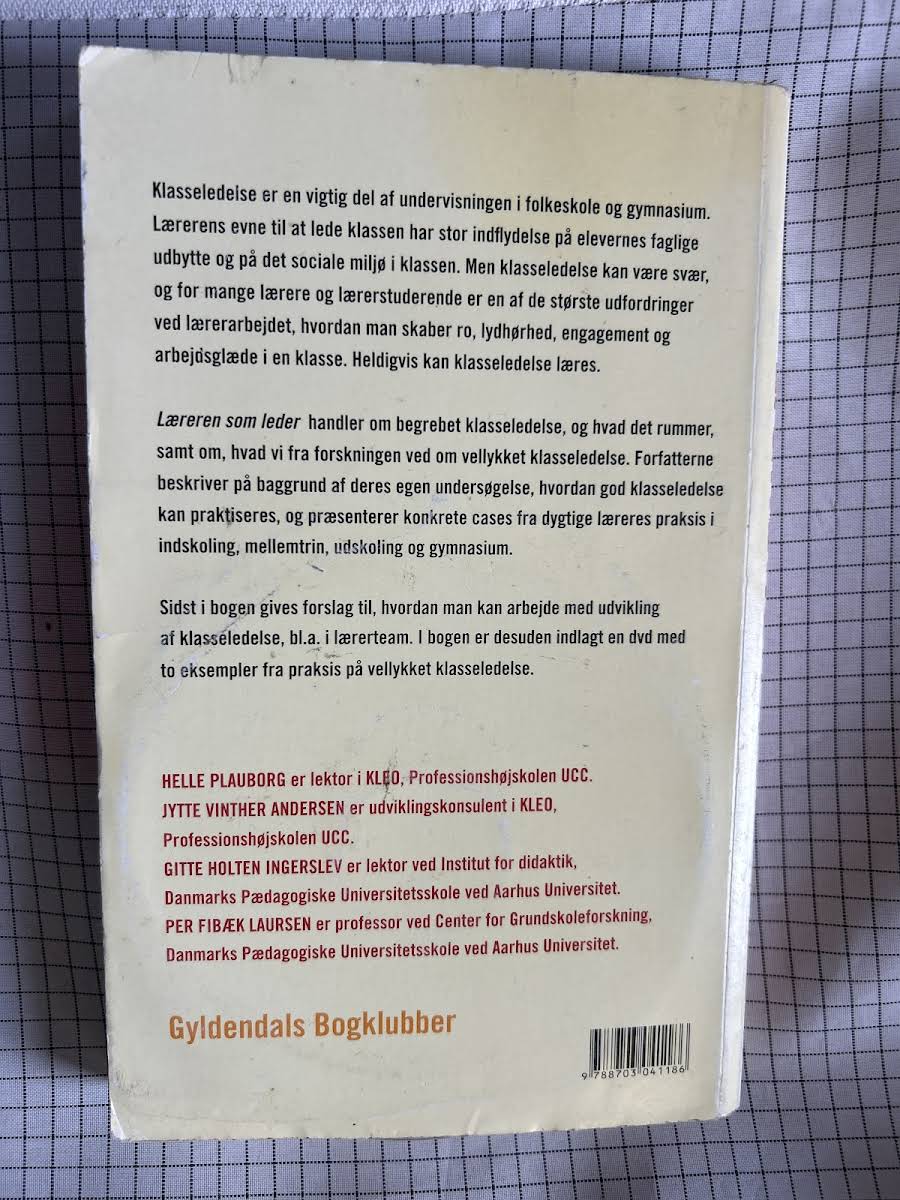 Klasseledelse er en vigtig del af undervisningen i folkeskole og gymnasium.
Lærerens evne til at lede klassen har stor indflydelse på elevernes faglige
udbytte og på det sociale miljø i klassen. Men klasseledelse kan være svær,
og for mange lærere og lærerstuderende er en af de største udfordringer
ved lærerarbejdet, hvordan man skaber ro, lydhørhed, engagement og
arbejdsglæde i en klasse. Heldigvis kan klasseledelse læres.
Læreren som leder handler om begrebet klasseledelse, og hvad det rummer,
samt om, hvad vi fra forskningen ved om vellykket klasseledelse. Forfatterne
beskriver på baggrund af deres egen undersøgelse, hvordan god klasseledelse
kan praktiseres, og præsenterer konkrete cases fra dygtige læreres praksis i
indskoling, mellemtrin, udskoling og gymnasium.
Sidst i bogen gives forslag til, hvordan man kan arbejde med udvikling
af klasseledelse, bl.a. i lærerteam. I bogen er desuden indlagt en dvd med
to eksempler fra praksis på vellykket klasseledelse.
HELLE PLAUBORG er lektor i KLEO, Professionshøjskolen UCC.
JYTTE VINTHER ANDERSEN er udviklingskonsulent i KLEO,
Professionshøjskolen UCC.
GITTE HOLTEN INGERSLEV er lektor ved Institut for didaktik,
Danmarks Pædagogiske Universitetsskole ved Aarhus Universitet.
PER FIBÆK LAURSEN er professor ved Center for Grundskoleforskning,
Danmarks Pædagogiske Universitetsskole ved Aarhus Universitet.
Gyldendals Bogklubber
9 788703 041186